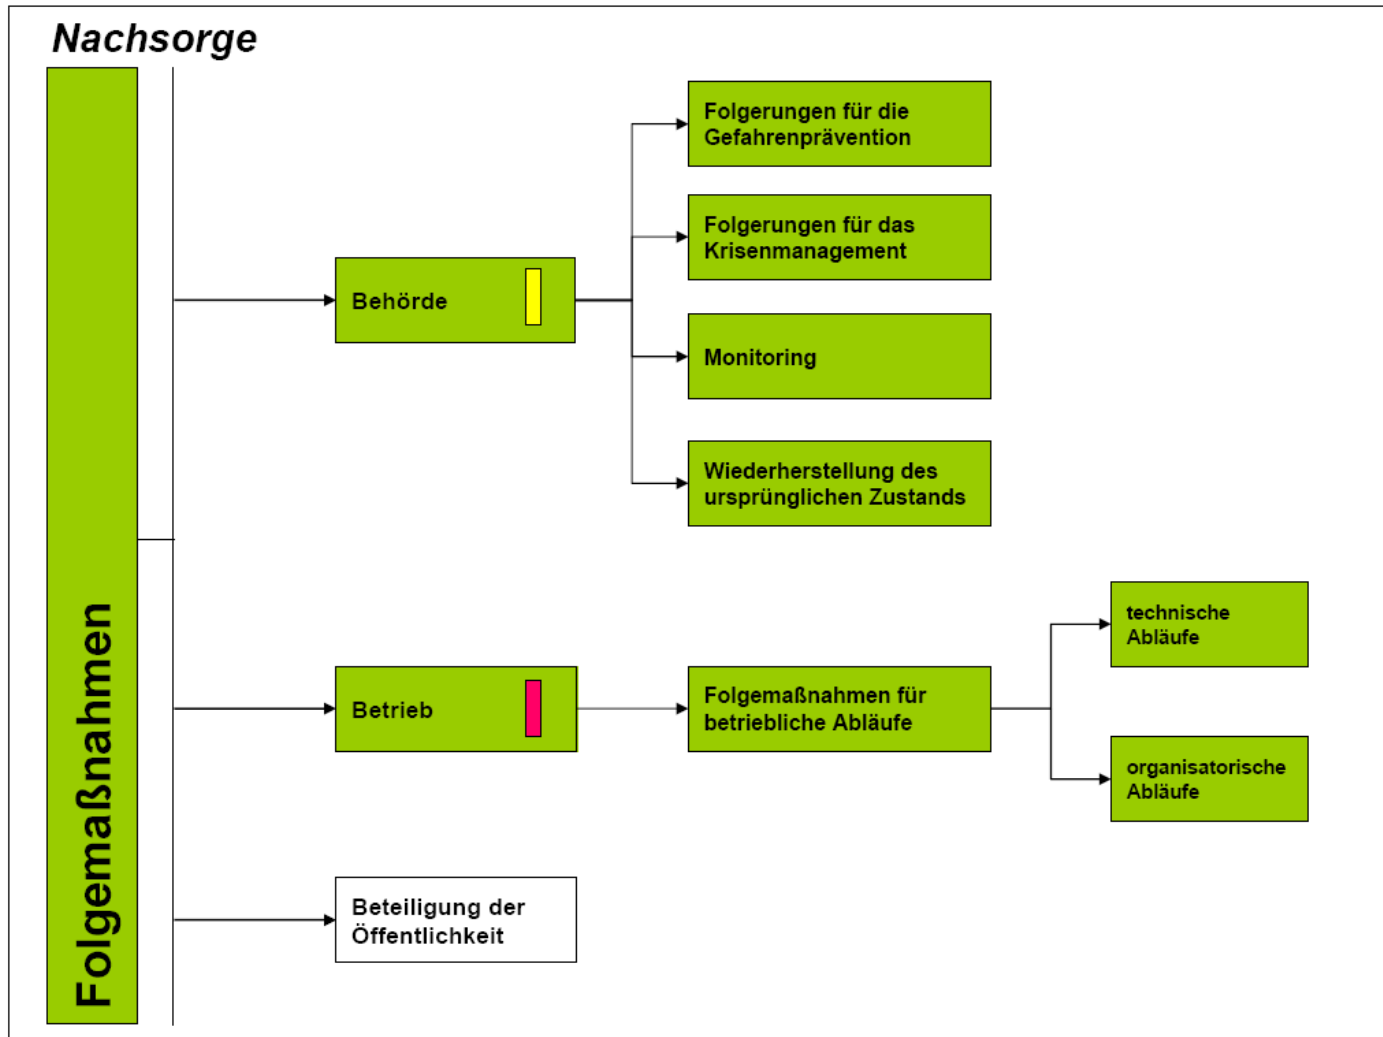 Nachsorge
Folgemaßnahmen
Behörde
Folgerungen für die
Gefahrenprävention
Folgerungen für das
Krisenmanagement
Monitoring
Wiederherstellung des
ursprünglichen Zustands
Betrieb
Folgemaßnahmen für
betriebliche Abläufe
technische
Abläufe
organisatorische
Abläufe
Beteiligung der
Öffentlichkeit